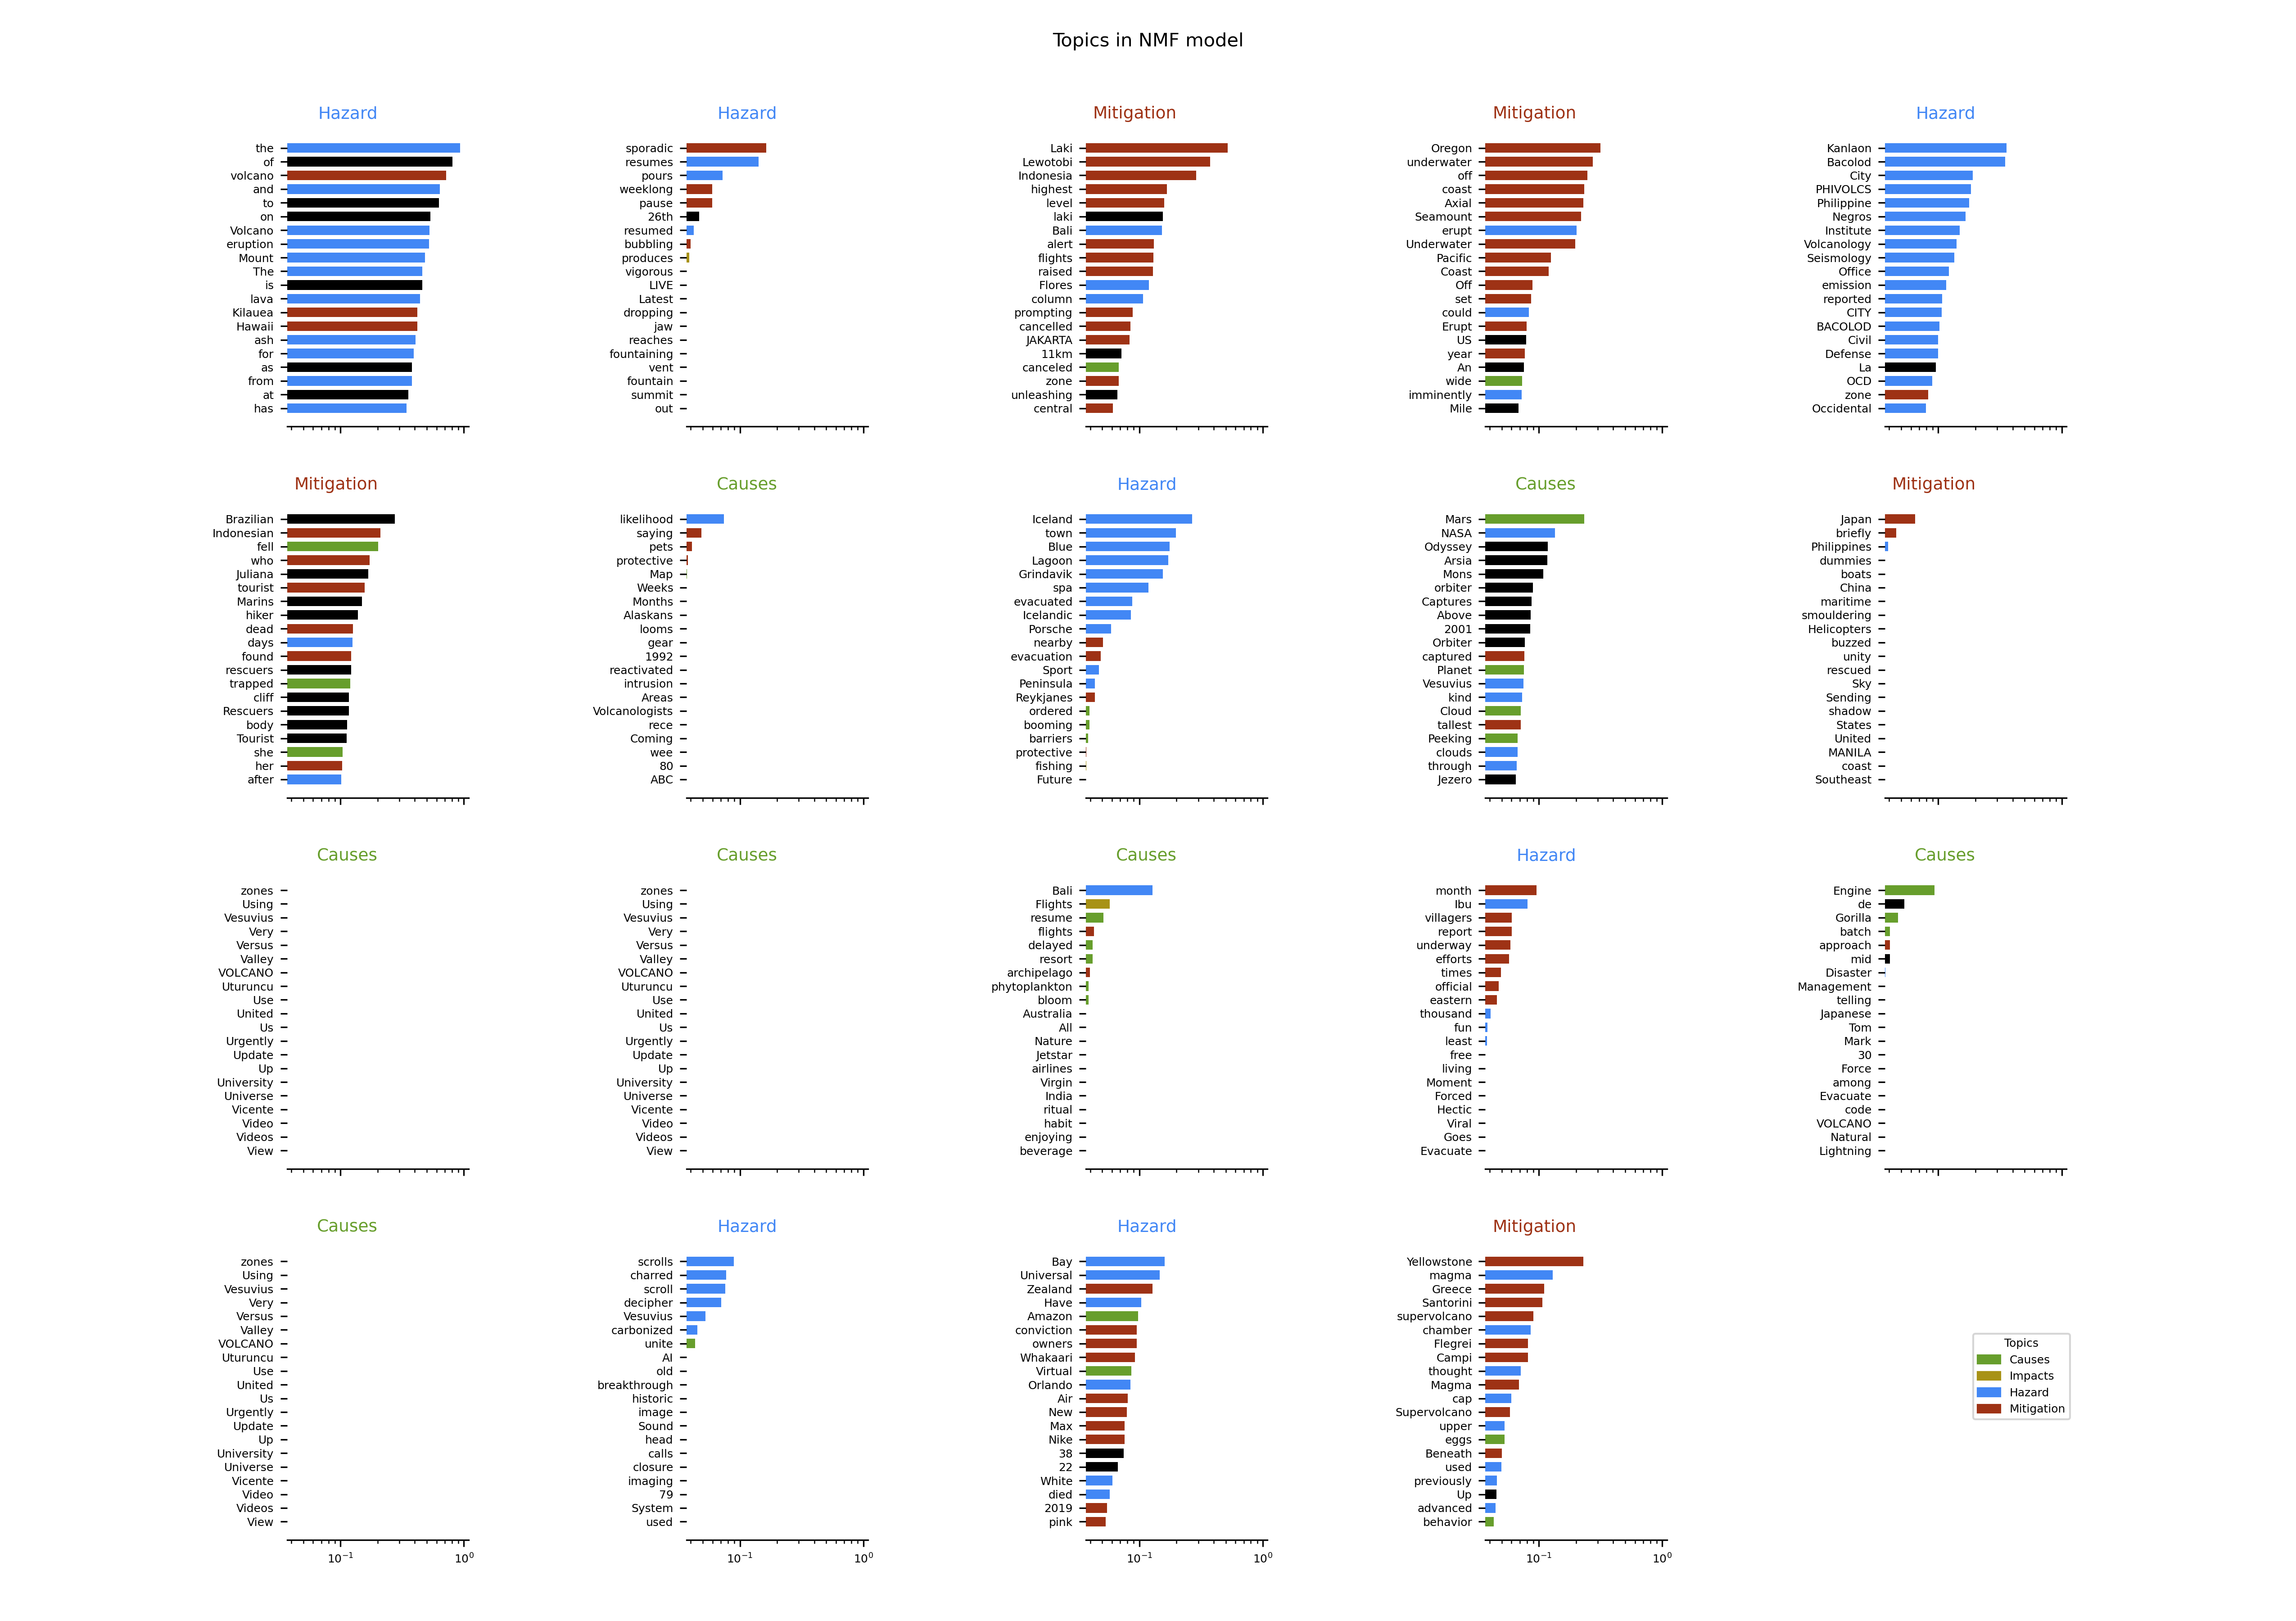 Topics in NMF model
Hazard
the
of
volcano
and
to
on
Volcano
eruption
Mount
The
is
lava
Kilauea
Hawaii
ash
for
as
from
at
has
Hazard
sporadic
resumes
pours
weeklong
pause
26th
resumed
bubbling
produces
vigorous
LIVE
Latest
dropping
jaw
reaches
fountaining
vent
fountain
summit
out
Mitigation
Laki
Lewotobi
Indonesia
highest
level
laki
Bali
alert
flights
raised
Flores
column
prompting
cancelled
JAKARTA
11km
canceled
zone
unleashing
central
Mitigation
Oregon
underwater
off
coast
Axial
Seamount
erupt
Underwater
Pacific
Coast
Off
set
could
Erupt
US
year
An
wide
imminently
Mile
Hazard
Kanlaon
Bacolod
City
PHIVOLCS
Philippine
Negros
Institute
Volcanology
Seismology
Office
emission
reported
CITY
BACOLOD
Civil
Defense
La
OCD
zone
Occidental
Mitigation
Brazilian
Indonesian
fell
who
Juliana
tourist
Marins
hiker
dead
days
found
rescuers
trapped
cliff
Rescuers
body
Tourist
she
her
after
Causes
likelihood
saying
pets
protective
Map
Weeks
Months
Alaskans
looms
gear
1992
reactivated
intrusion
Areas
Volcanologists
rece
Coming
wee
80
ABC
Hazard
Iceland
town
Blue
Lagoon
Grindavik
spa
evacuated
Icelandic
Porsche
nearby
evacuation
Sport
Peninsula
Reykjanes
ordered
booming
barriers
protective
fishing
Future
Causes
Mars
NASA
Odyssey
Arsia
Mons
orbiter
Captures
Above
2001
Orbiter
captured
Planet
Vesuvius
kind
Cloud
tallest
Peeking
clouds
through
Jezero
Mitigation
Japan
briefly
Philippines
dummies
boats
China
maritime
smouldering
Helicopters
buzzed
unity
rescued
Sky
Sending
shadow
States
United
MANILA
coast
Southeast
Causes
zones
Using
Vesuvius
Very
Versus
Valley
VOLCANO
Uturuncu
Use
United
Us
Urgently
Update
Up
University
Universe
Vicente
Video
Videos
View
Causes
zones
Using
Vesuvius
Very
Versus
Valley
VOLCANO
Uturuncu
Use
United
Us
Urgently
Update
Up
University
Universe
Vicente
Video
Videos
View
Causes
Bali
Flights
resume
flights
delayed
resort
archipelago
phytoplankton
bloom
Australia
All
Nature
Jetstar
airlines
Virgin
India
ritual
habit
enjoying
beverage
Hazard
month
Ibu
villagers
report
underway
efforts
times
official
eastern
thousand
fun
least
free
living
Moment
Forced
Hectic
Viral
Goes
Evacuate
Causes
Engine
de
Gorilla
batch
approach
mid
Disaster
Management
telling
Japanese
Tom
Mark
30
Force
among
Evacuate
code
VOLCANO
Natural
Lightning
Causes
zones
Using
Vesuvius
Very
Versus
Valley
VOLCANO
Uturuncu
Use
United
Us
Urgently
Update
Up
University
Universe
Vicente
Video
Videos
View
10⁻¹ 10⁰
Hazard
scrolls
charred
scroll
decipher
Vesuvius
carbonized
unite
AI
old
breakthrough
historic
image
Sound
head
calls
closure
imaging
79
System
used
10⁻¹ 10⁰
Hazard
Bay
Universal
Zealand
Have
Amazon
conviction
owners
Whakaari
Virtual
Orlando
Air
New
Max
Nike
38
22
White
died
2019
pink
10⁻¹ 10⁰
Mitigation
Yellowstone
magma
Greece
Santorini
supervolcano
chamber
Flegrei
Campi
thought
Magma
cap
Supervolcano
upper
eggs
Beneath
used
previously
Up
advanced
behavior
10⁻¹ 10⁰
Topics
Causes
Impacts
Hazard
Mitigation